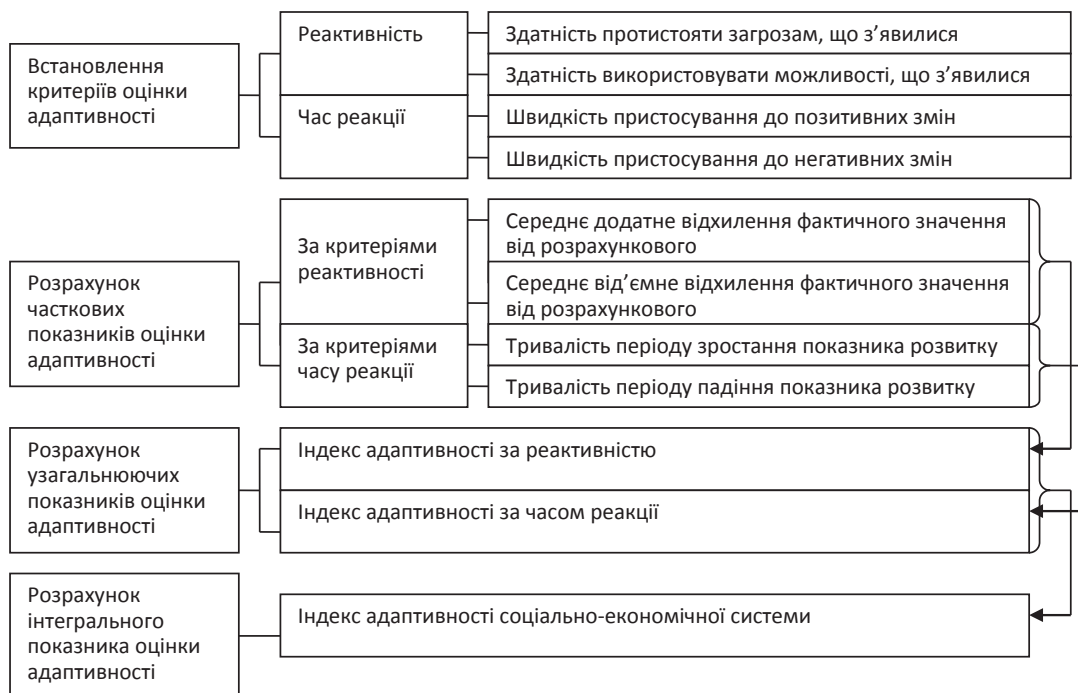 Встановлення
критеріїв оцінки
адаптивності
Реактивність
Здатність протистояти загрозам, що з’явилися
Здатність використовувати можливості, що з’явилися
Час реакції
Швидкість пристосування до позитивних змін
Швидкість пристосування до негативних змін
Розрахунок
часткових
показників оцінки
адаптивності
За критеріями
реактивності
Середнє додатне відхилення фактичного значення
від розрахункового
Середнє від’ємне відхилення фактичного значення
від розрахункового
За критеріями
часу реакції
Тривалість періоду зростання показника розвитку
Тривалість періоду падіння показника розвитку
Розрахунок
узагальнюючих
показників оцінки
адаптивності
Індекс адаптивності за реактивністю
Індекс адаптивності за часом реакції
Розрахунок
інтегрального
показника оцінки
адаптивності
Індекс адаптивності соціально-економічної системи